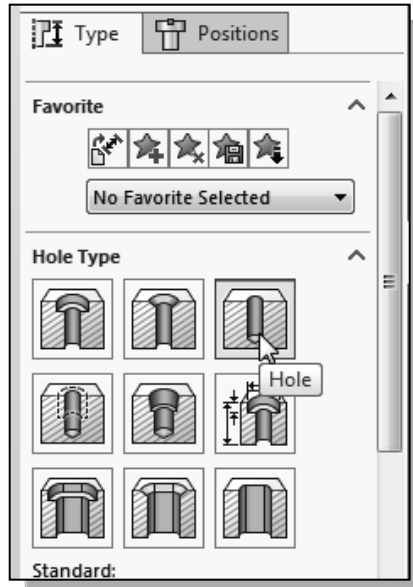 Type Positions
Favorite
No Favorite Selected
Hole Type
Hole
Standard: